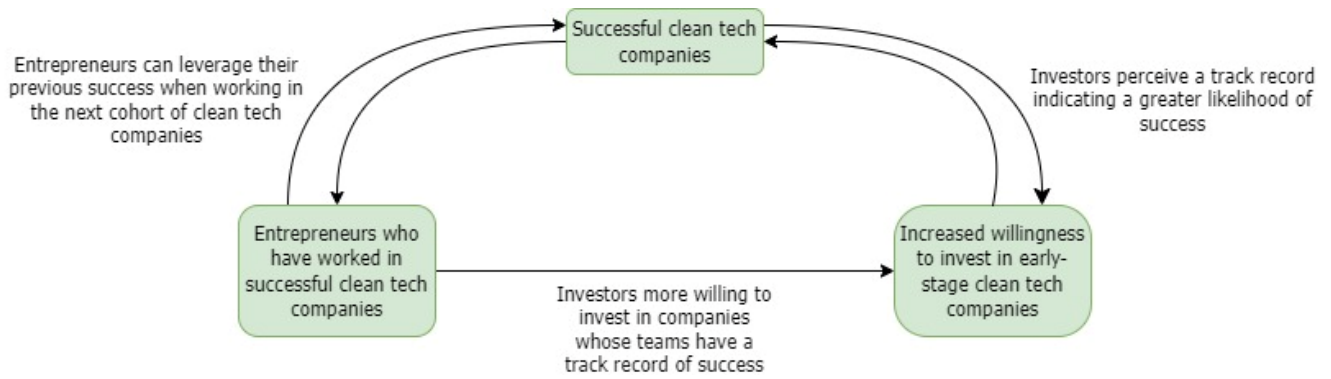 Successful clean tech
companies
Entrepreneurs can leverage their
previous success when working in
the next cohort of clean tech
companies
Investors perceive a track record
indicating a greater likelihood of
success
Entrepreneurs who
have worked in
successful clean tech
companies
Increased willingness
to invest in early-
stage clean tech
companies
Investors more willing to
invest in companies
whose teams have a
track record of success